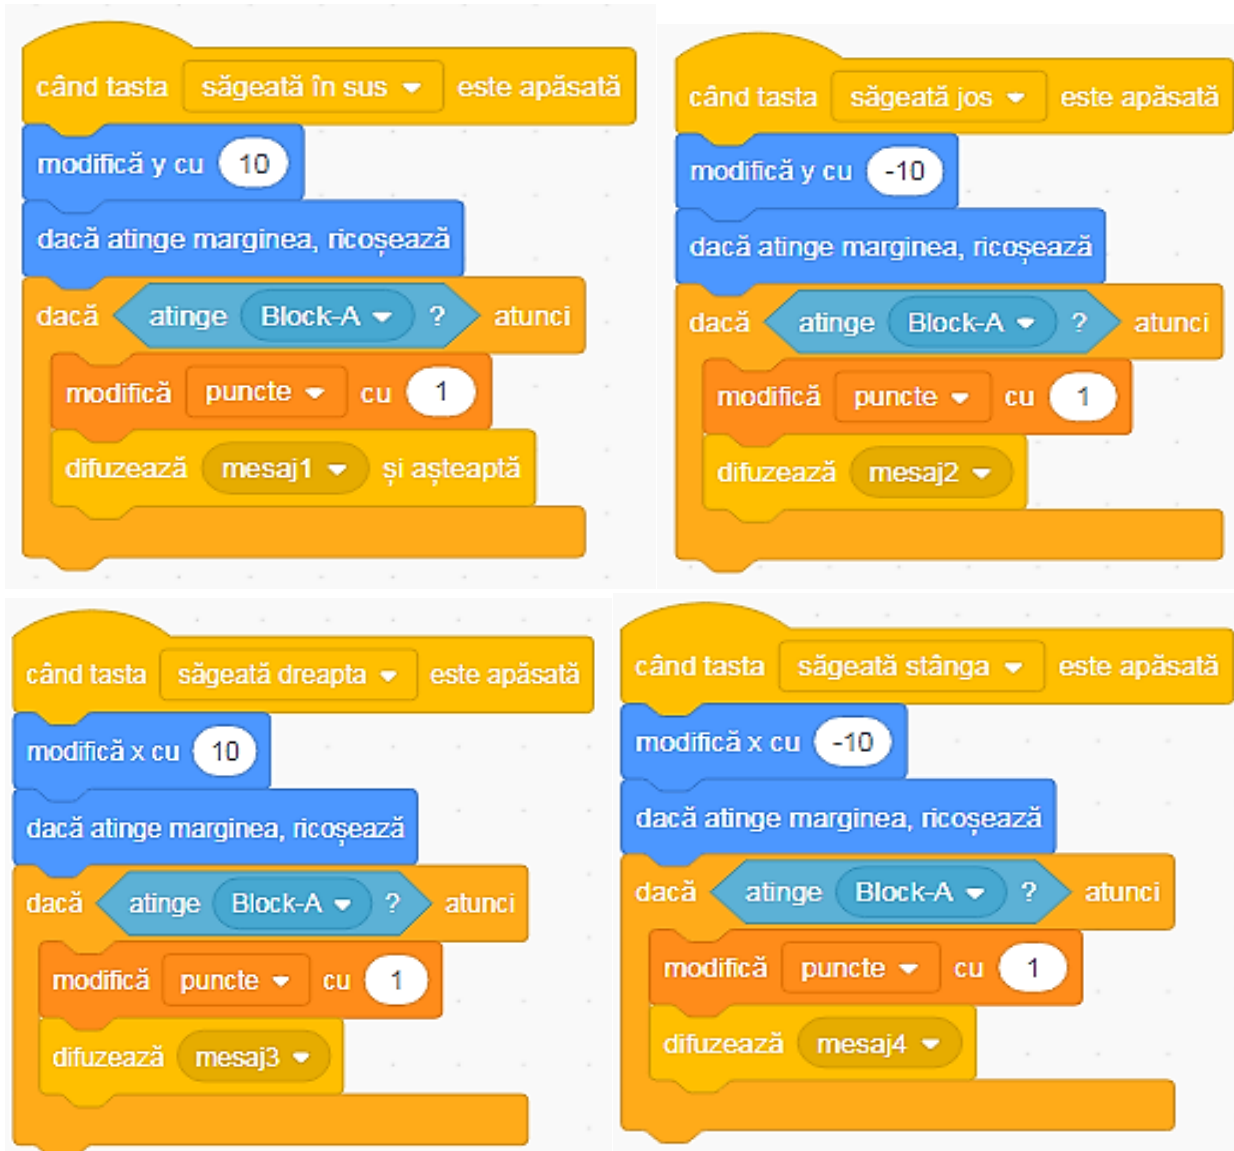 când tasta săgeată în sus este apăsată
modifică y cu 10
dacă atinge marginea, ricoșează
dacă atinge Block-A ? atunci
modifică puncte cu 1
difuzează mesaj1 și așteaptă
când tasta săgeată jos este apăsată
modifică y cu -10
dacă atinge marginea, ricoșează
dacă atinge Block-A ? atunci
modifică puncte cu 1
difuzează mesaj2
când tasta săgeată dreapta este apăsată
modifică x cu 10
dacă atinge marginea, ricoșează
dacă atinge Block-A ? atunci
modifică puncte cu 1
difuzează mesaj3
când tasta săgeată stânga este apăsată
modifică x cu -10
dacă atinge marginea, ricoșează
dacă atinge Block-A ? atunci
modifică puncte cu 1
difuzează mesaj4